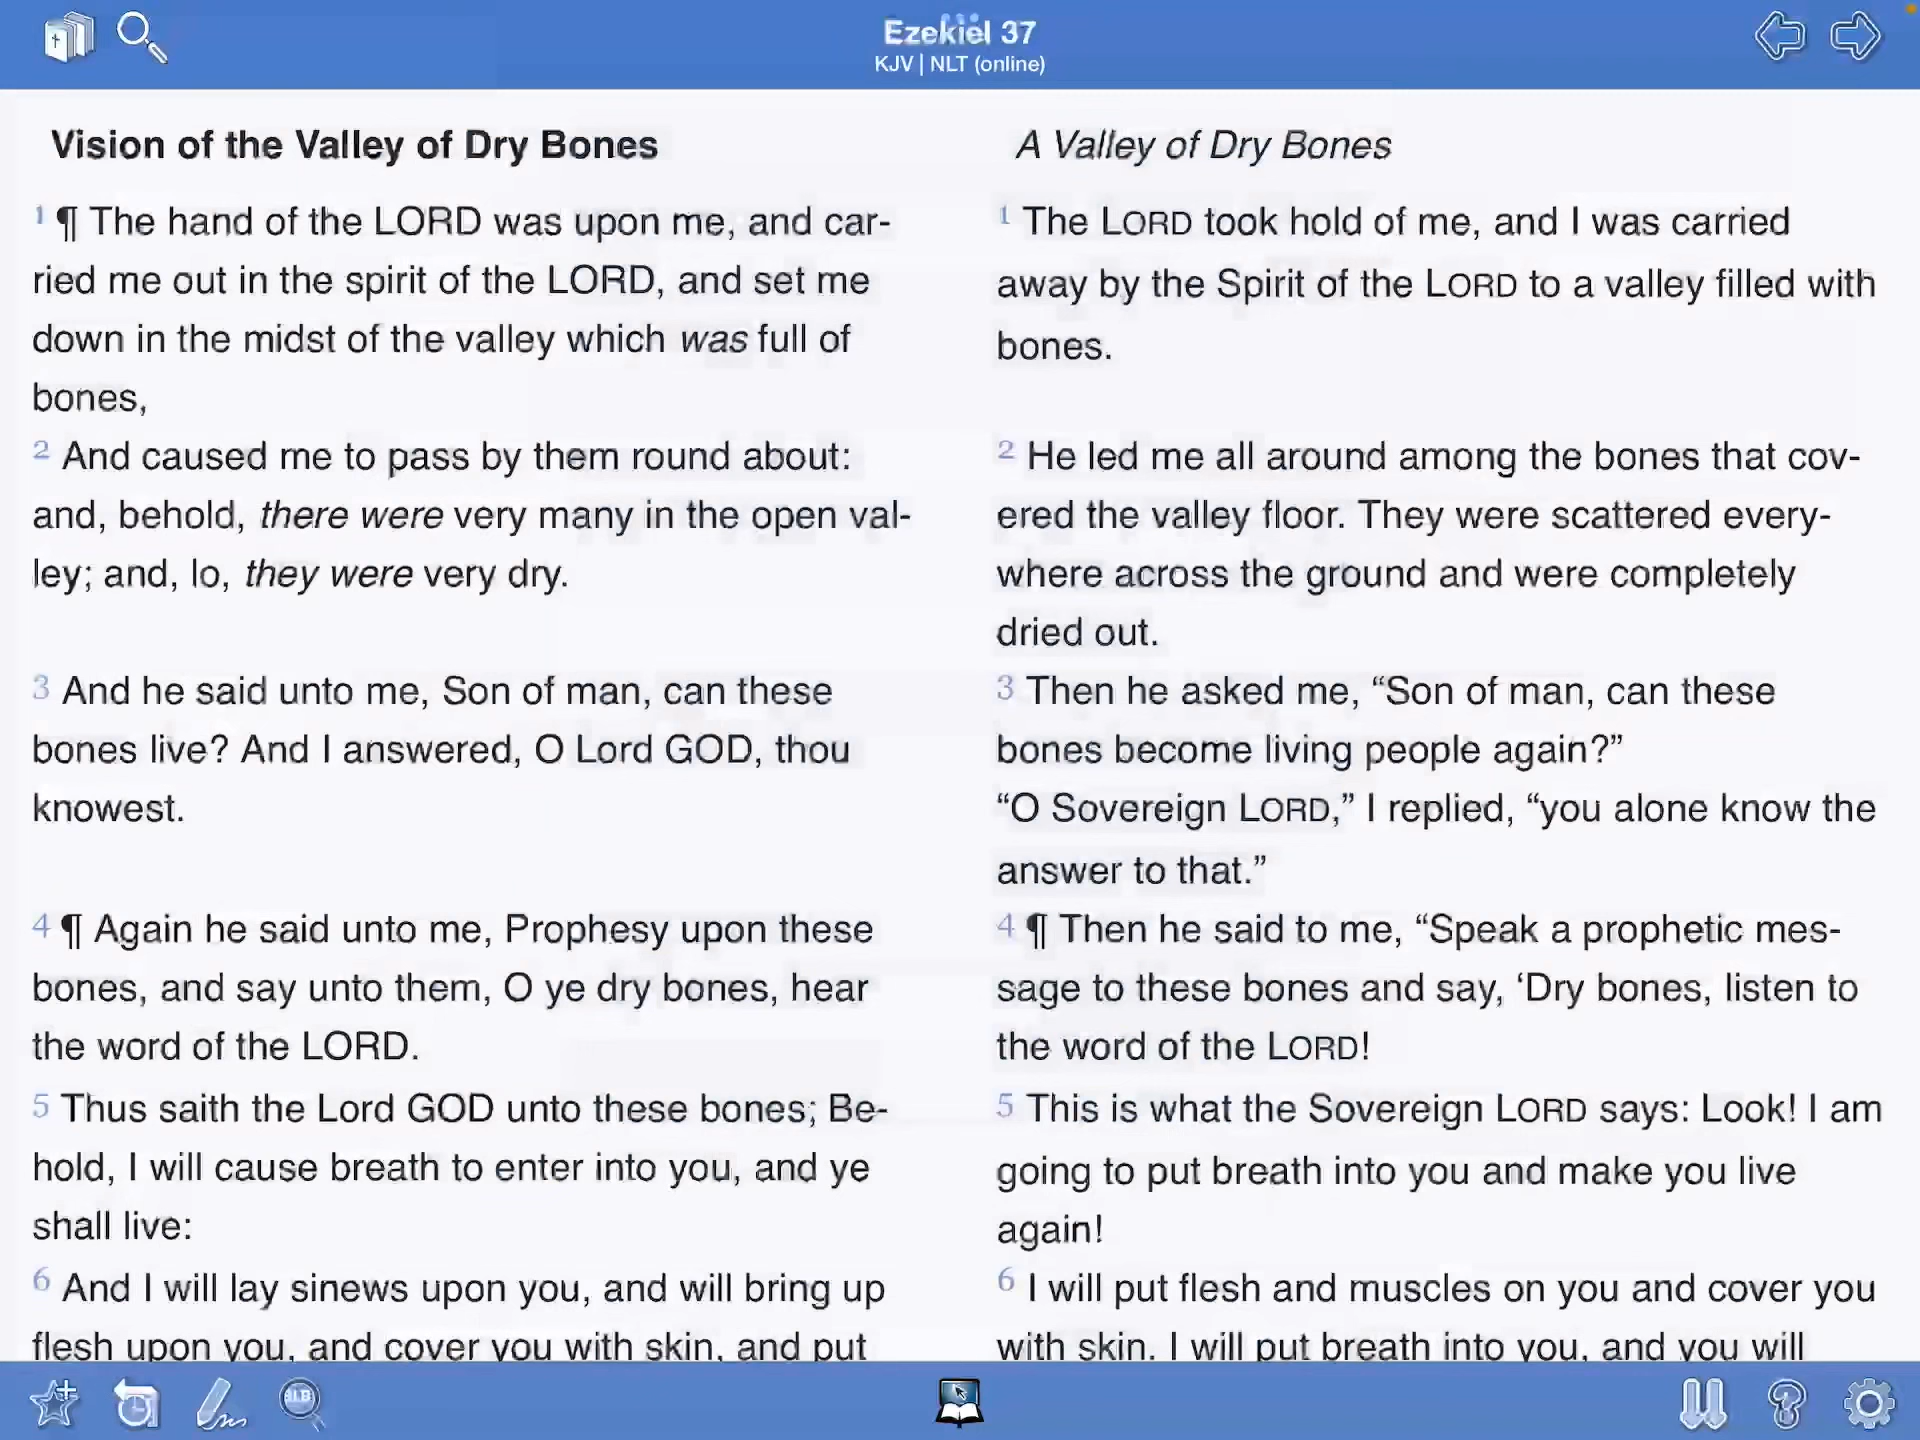 Ezekiel 37
KJV | NLT (online)
Vision of the Valley of Dry Bones
1 ¶ The hand of the LORD was upon me, and car-
ried me out in the spirit of the LORD, and set me
down in the midst of the valley which was full of
bones,
2 And caused me to pass by them round about:
and, behold, there were very many in the open val-
ley; and, lo, they were very dry.
3 And he said unto me, Son of man, can these
bones live? And I answered, O Lord GOD, thou
knowest.
4 ¶ Again he said unto me, Prophesy upon these
bones, and say unto them, O ye dry bones, hear
the word of the LORD.
5 Thus saith the Lord GOD unto these bones; Be-
hold, I will cause breath to enter into you, and ye
shall live:
6 And I will lay sinews upon you, and will bring up
flesh upon you, and cover you with skin, and put
A Valley of Dry Bones
1 The LORD took hold of me, and I was carried
away by the Spirit of the LORD to a valley filled with
bones.
2 He led me all around among the bones that cov-
ered the valley floor. They were scattered every-
where across the ground and were completely
dried out.
3 Then he asked me, “Son of man, can these
bones become living people again?”
“O Sovereign LORD,” I replied, “you alone know the
answer to that.”
4 ¶ Then he said to me, “Speak a prophetic mes-
sage to these bones and say, ‘Dry bones, listen to
the word of the LORD!
5 This is what the Sovereign LORD says: Look! I am
going to put breath into you and make you live
again!
6 I will put flesh and muscles on you and cover you
with skin. I will put breath into you, and you will
BLB